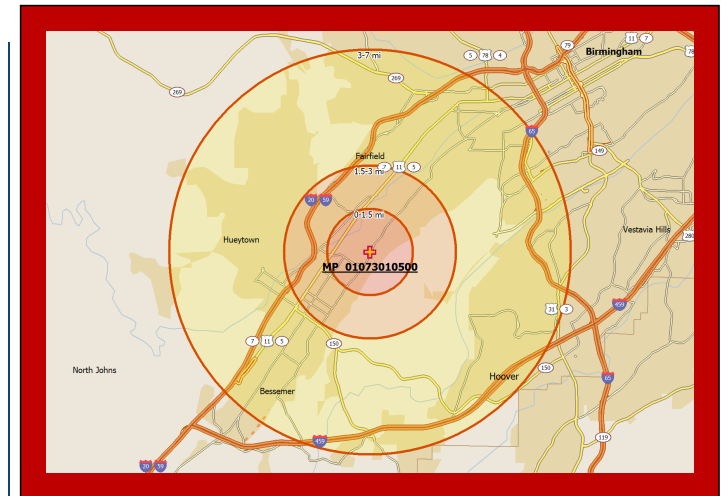 3-7 mi
11 7
5 78 4
79
Birmingham
78
269
269
65
149
Fairfield
7 11 5
1.5-3 mi
20 59
0-1.5 mi
Vestavia Hills
280
Hueytown
MP_01073010500
459
31 3
7 11 5
150
150
North Johns
Hoover
65
Bessemer
119
459
20 59